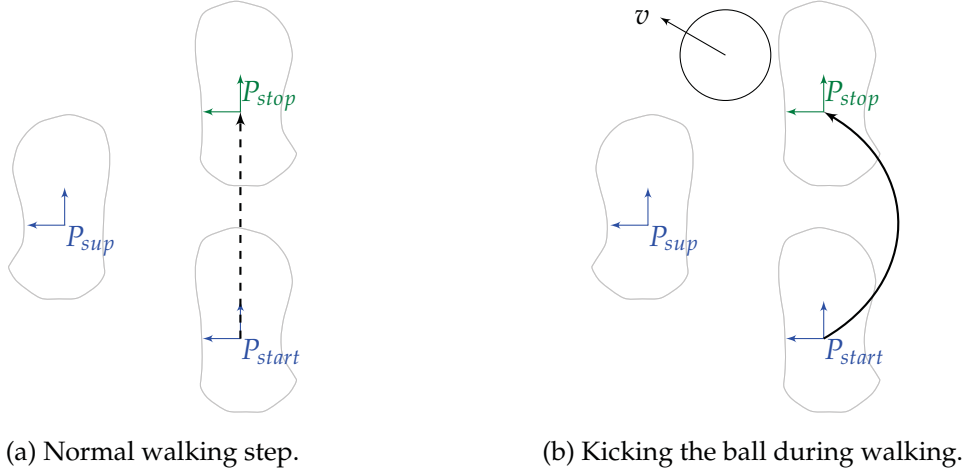 v
P_stop
P_stop
P_sup
P_sup
P_start
P_start
(a) Normal walking step.
(b) Kicking the ball during walking.